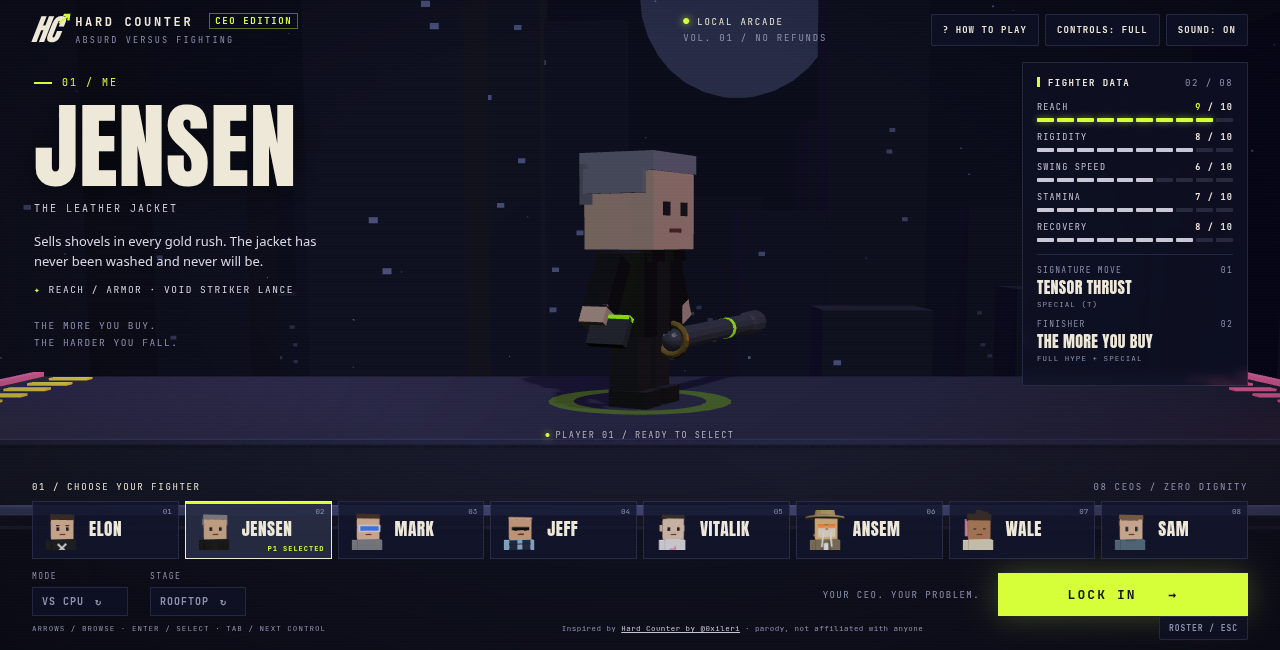 HC HARD COUNTER CEO EDITION
ABSURD VERSUS FIGHTING
LOCAL ARCADE
VOL. 01 / NO REFUNDS
? HOW TO PLAY
CONTROLS: FULL
SOUND: ON
01 / ME
JENSEN
THE LEATHER JACKET
Sells shovels in every gold rush. The jacket has
never been washed and never will be.
✦ REACH / ARMOR · VOID STRIKER LANCE
THE MORE YOU BUY.
THE HARDER YOU FALL.
FIGHTER DATA 02 / 08
REACH 9 / 10
RIGIDITY 8 / 10
SWING SPEED 6 / 10
STAMINA 7 / 10
RECOVERY 8 / 10
SIGNATURE MOVE 01
TENSOR THRUST
SPECIAL (T)
FINISHER 02
THE MORE YOU BUY
FULL HYPE + SPECIAL
PLAYER 01 / READY TO SELECT
01 / CHOOSE YOUR FIGHTER
08 CEOS / ZERO DIGNITY
ELON 01
JENSEN 02
P1 SELECTED
MARK 03
JEFF 04
VITALIK 05
ANSEM 06
WALE 07
SAM 08
MODE
VS CPU ↻
STAGE
ROOFTOP ↻
YOUR CEO. YOUR PROBLEM.
LOCK IN →
ARROWS / BROWSE · ENTER / SELECT · TAB / NEXT CONTROL
Inspired by Hard Counter by @0xileri · parody, not affiliated with anyone
ROSTER / ESC